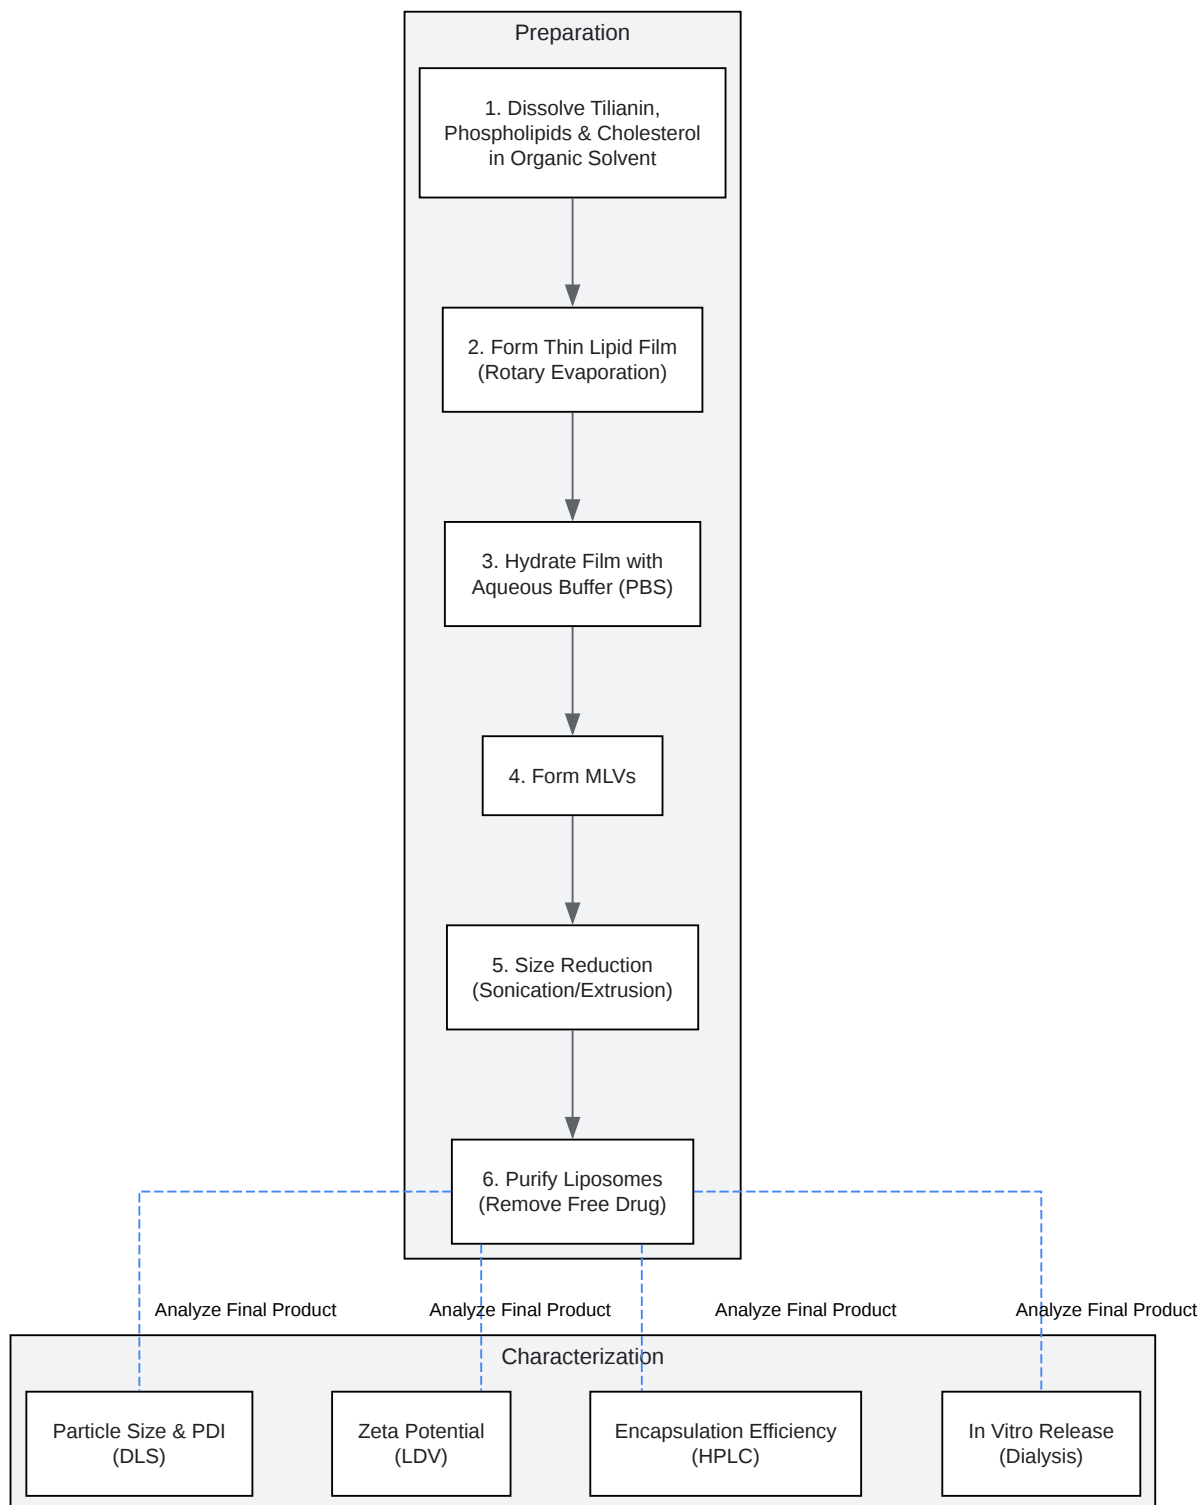 Preparation
1. Dissolve Tilianin,
Phospholipids & Cholesterol
in Organic Solvent
2. Form Thin Lipid Film
(Rotary Evaporation)
3. Hydrate Film with
Aqueous Buffer (PBS)
4. Form MLVs
5. Size Reduction
(Sonication/Extrusion)
6. Purify Liposomes
(Remove Free Drug)
Analyze Final Product
Analyze Final Product
Analyze Final Product
Analyze Final Product
Characterization
Particle Size & PDI
(DLS)
Zeta Potential
(LDV)
Encapsulation Efficiency
(HPLC)
In Vitro Release
(Dialysis)